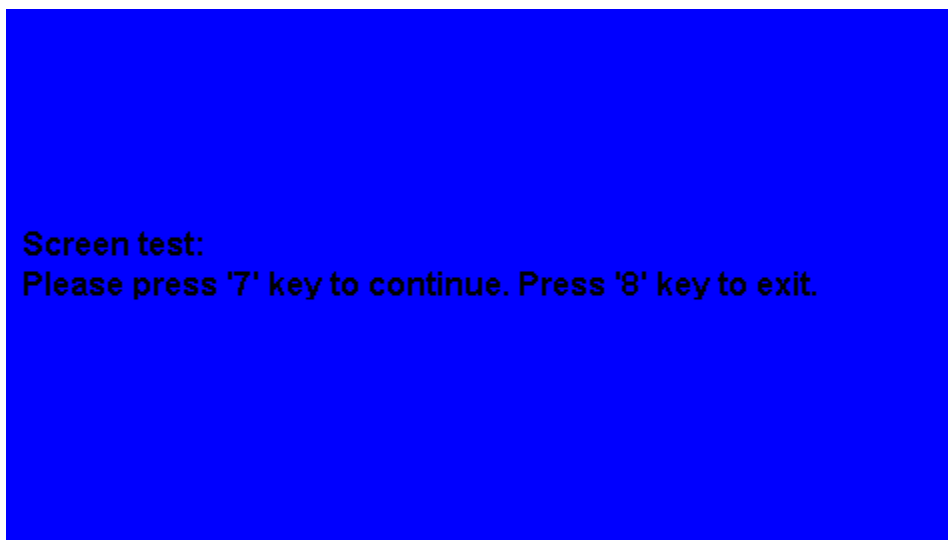 Screen test:
Please press '7' key to continue. Press '8' key to exit.